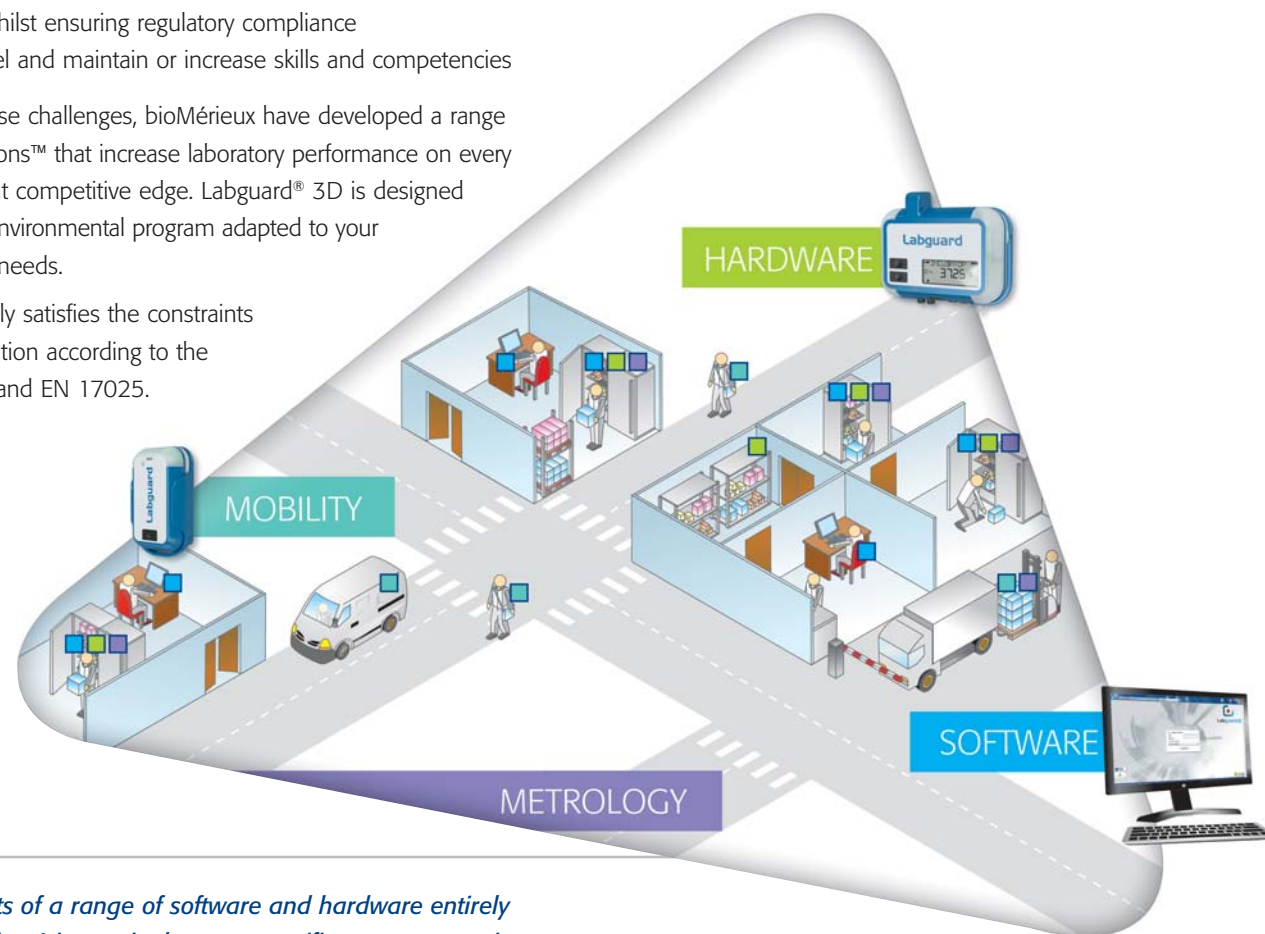 hilst ensuring regulatory compliance
el and maintain or increase skills and competencies
se challenges, bioMérieux have developed a range
ons™ that increase laboratory performance on every
t competitive edge. Labguard® 3D is designed
nvironmental program adapted to your
needs.
ly satisfies the constraints
tion according to the
and EN 17025.
HARDWARE
Labguard
3725
Labguard
MOBILITY
SOFTWARE
METROLOGY
ts of a range of software and hardware entirely